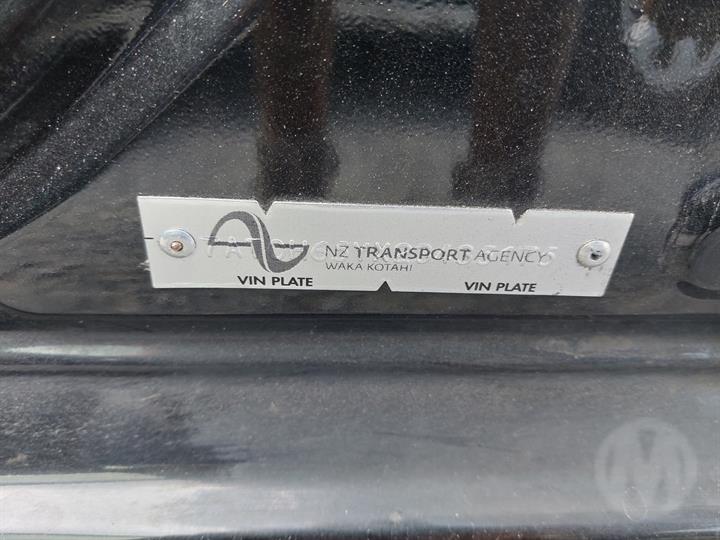 NZ TRANSPORT AGENCY
WAKA KOTAHI
VIN PLATE
VIN PLATE